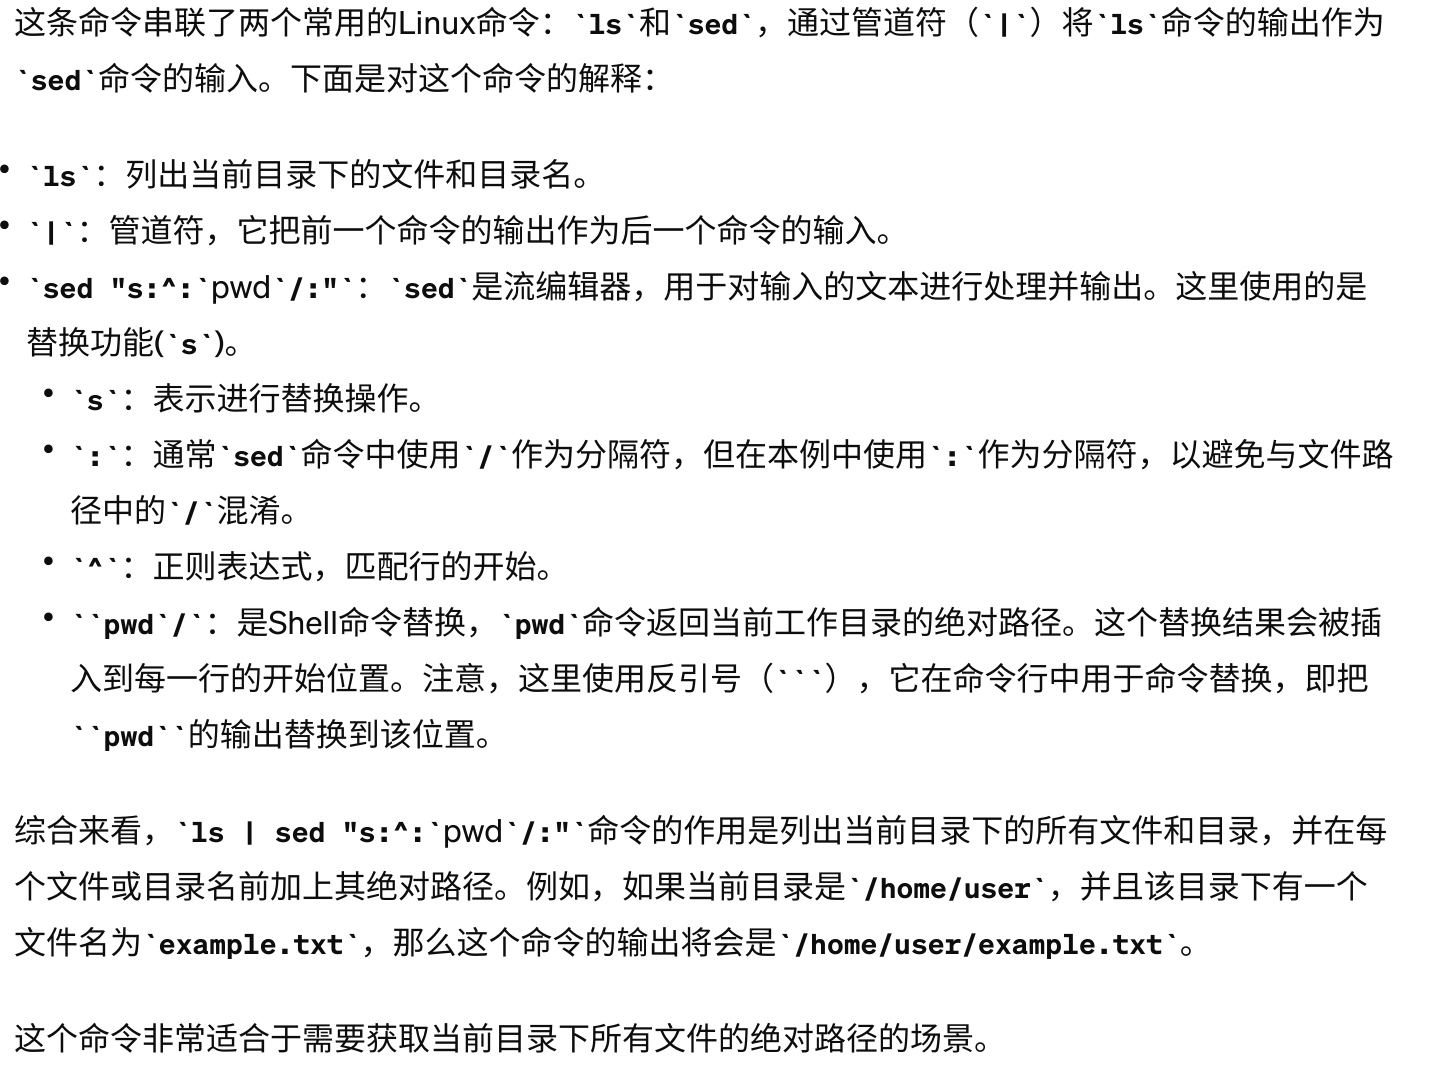 这条命令串联了两个常用的Linux命令：`ls`和`sed`，通过管道符（`|`）将`ls`命令的输出作为
`sed`命令的输入。下面是对这个命令的解释：
• `ls`：列出当前目录下的文件和目录名。
• `|`：管道符，它把前一个命令的输出作为后一个命令的输入。
• `sed "s:^:`pwd`/:"`：`sed`是流编辑器，用于对输入的文本进行处理并输出。这里使用的是
替换功能(`s`)。
• `s`：表示进行替换操作。
• `:`：通常`sed`命令中使用`/`作为分隔符，但在本例中使用`:`作为分隔符，以避免与文件路
径中的`/`混淆。
• `^`：正则表达式，匹配行的开始。
• ``pwd`/`：是Shell命令替换，`pwd`命令返回当前工作目录的绝对路径。这个替换结果会被插
入到每一行的开始位置。注意，这里使用反引号（```），它在命令行中用于命令替换，即把
``pwd``的输出替换到该位置。
综合来看，`ls | sed "s:^:`pwd`/:"`命令的作用是列出当前目录下的所有文件和目录，并在每
个文件或目录名前加上其绝对路径。例如，如果当前目录是`/home/user`，并且该目录下有一个
文件名为`example.txt`，那么这个命令的输出将会是`/home/user/example.txt`。
这个命令非常适合于需要获取当前目录下所有文件的绝对路径的场景。